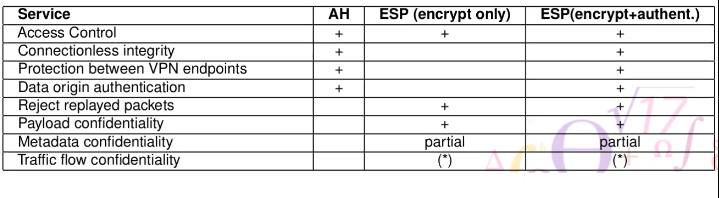 Service AH ESP (encrypt only) ESP(encrypt+authent.)
Access Control + + +
Connectionless integrity + +
Protection between VPN endpoints + +
Data origin authentication + +
Reject replayed packets + +
Payload confidentiality + +
Metadata confidentiality partial partial
Traffic flow confidentiality (*) (*)